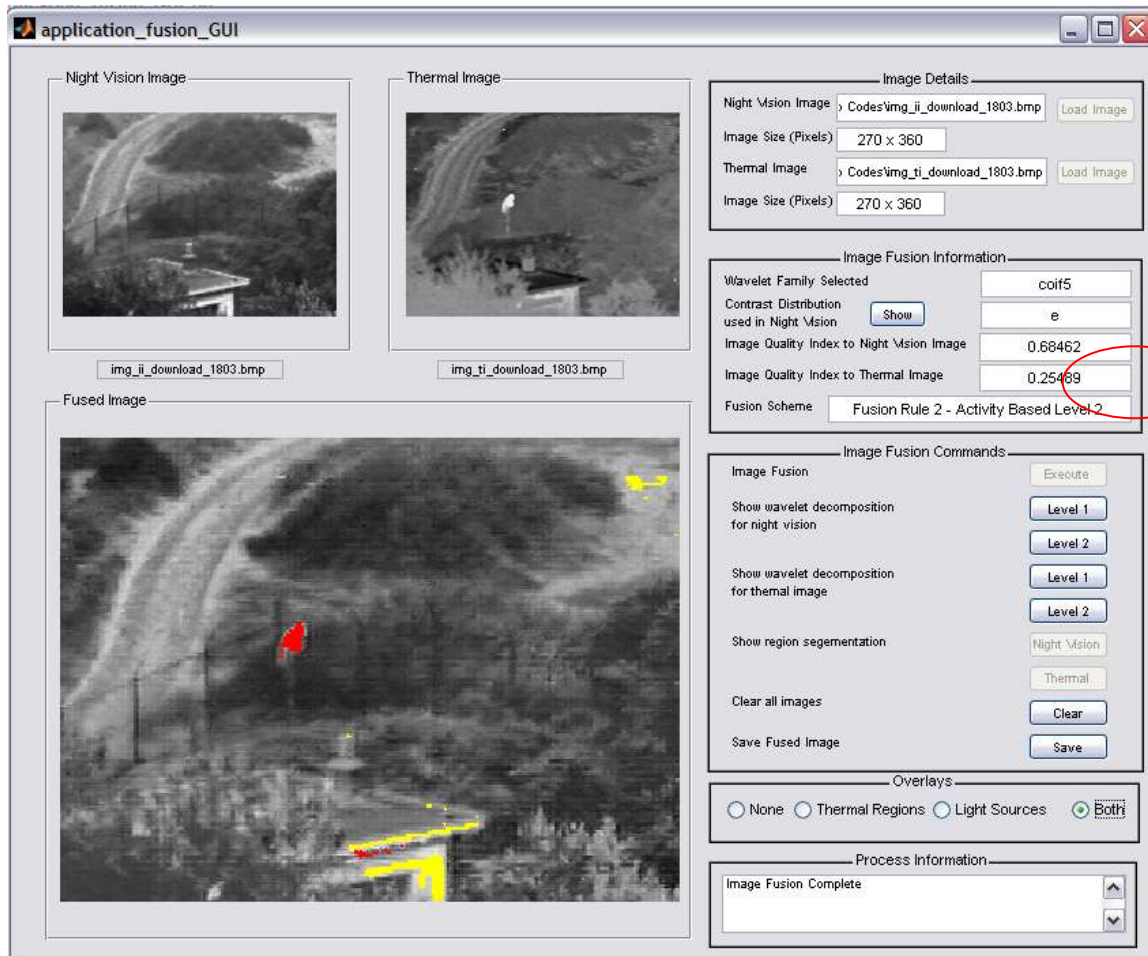 application_fusion_GUI
Night Vision Image
Thermal Image
img_ii_download_1803.bmp
img_ti_download_1803.bmp
Fused Image
Image Details
Night Vision Image
Codes\img_ii_download_1803.bmp
Load Image
Image Size (Pixels)
270 x 360
Thermal Image
Codes\img_ti_download_1803.bmp
Load Image
Image Size (Pixels)
270 x 360
Image Fusion Information
Wavelet Family Selected
coif5
Contrast Distribution
used in Night Vision
Show
e
Image Quality Index to Night Vision Image
0.68462
Image Quality Index to Thermal Image
0.25489
Fusion Scheme
Fusion Rule 2 - Activity Based Level 2
Image Fusion Commands
Image Fusion
Execute
Show wavelet decomposition
for night vision
Level 1
Level 2
Show wavelet decomposition
for themal image
Level 1
Level 2
Show region segementation
Night Vision
Thermal
Clear all images
Clear
Save Fused Image
Save
Overlays
None Thermal Regions Light Sources Both
Process Information
Image Fusion Complete